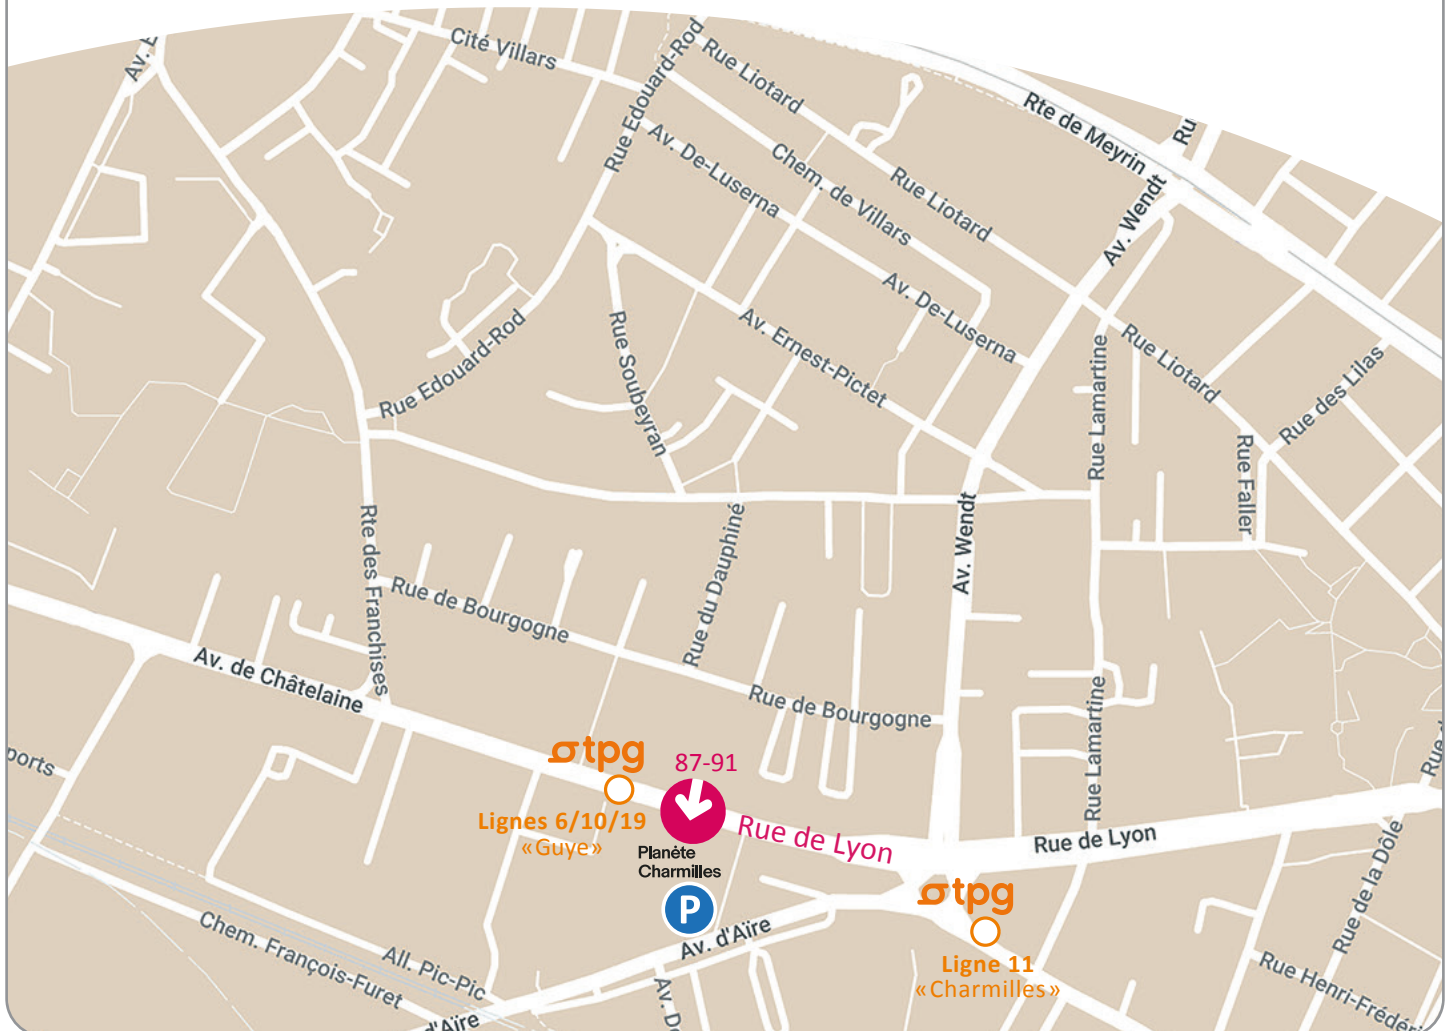 Cité Villars
Rue Edouard-Rod
Rue Liotard
Rte de Meyrin
Av. De-Luserna
Chem. de Villars
Rue Liotard
Av. Wendt
Av. De-Luserna
Rue Edouard-Rod
Rue Soubeyran
Av. Ernest-Pictet
Rue Lamartine
Rue Liotard
Rue des Lilas
Rue Faller
Rte des Franchises
Rue de Bourgogne
Rue du Dauphiné
Av. Wendt
Av. de Châtelaine
Rue de Bourgogne
Rue Lamartine
tpg
87-91
Lignes 6/10/19
«Guye»
Rue de Lyon
Rue de Lyon
Planète
Charmilles
P
tpg
Ligne 11
«Charmilles»
Av. d'Aïre
Rue de la Dôle
Chem. François-Furet
All. Pic-Pic
d'Aïre